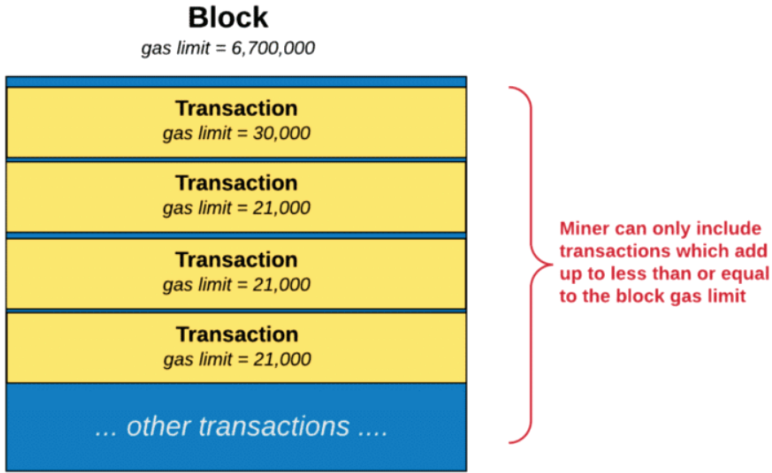 Block
gas limit = 6,700,000
Transaction
gas limit = 30,000
Transaction
gas limit = 21,000
Transaction
gas limit = 21,000
Transaction
gas limit = 21,000
... other transactions ....
Miner can only include
transactions which add
up to less than or equal
to the block gas limit